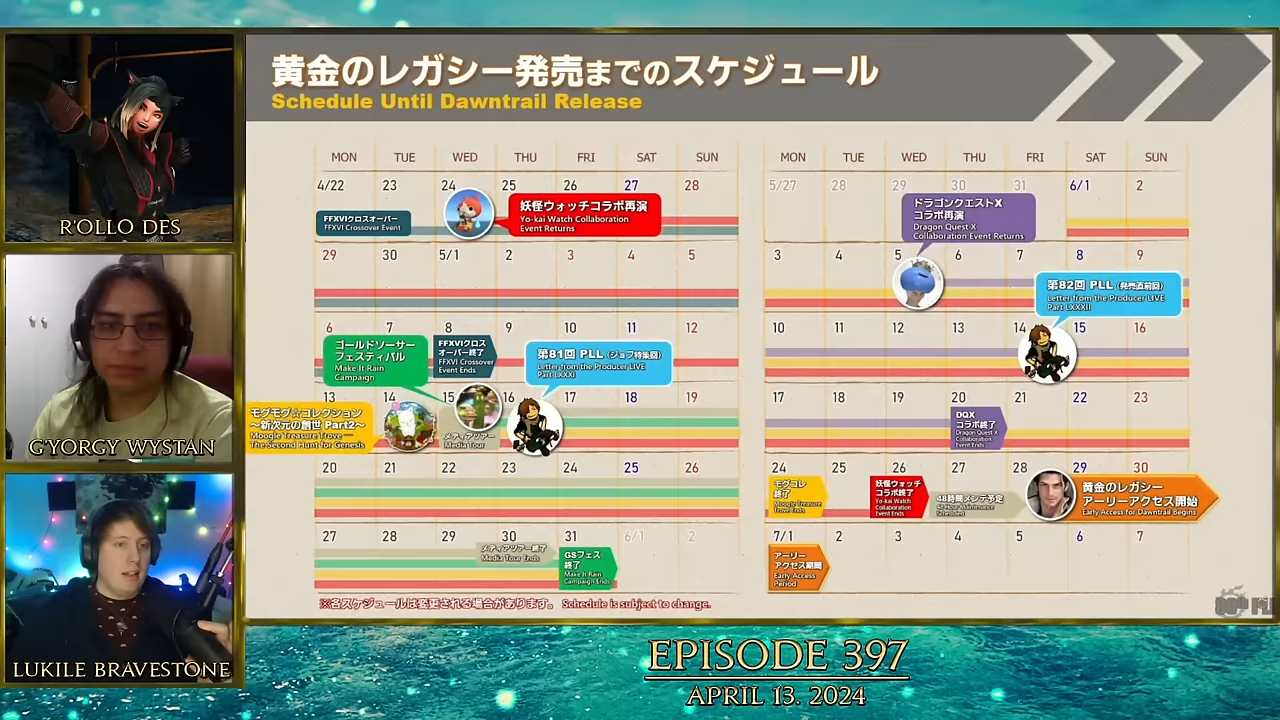 黄金のレガシー発売までのスケジュール
Schedule Until Dawntrail Release
MON TUE WED THU FRI SAT SUN
4/22 23 24 25 26 27 28
FFXVIクロスオーバー
FFXVI Crossover Event
妖怪ウォッチコラボ再演
Yo-kai Watch Collaboration
Event Returns
29 30 5/1 2 3 4 5
6 7 8 9 10 11 12
ゴールドソーサー
フェスティバル
Make It Rain
Campaign
FFXVIクロス
オーバー終了
FFXVI Crossover
Event Ends
第81回 PLL（ジョブ特集回）
Letter from the Producer LIVE
Part LXXXI
13 14 15 16 17 18 19
モグモグ☆コレクション
～新次元の創世 Part2～
Moogle Treasure Trove
The Second Hunt for Genesis
メディアツアー
Media Tour
20 21 22 23 24 25 26
27 28 29 30 31 6/1 2
メディアツアー終了
Media Tour Ends
GSフェス
終了
Make It Rain
Campaign Ends
※各スケジュールは変更される場合があります。 Schedule is subject to change.
MON TUE WED THU FRI SAT SUN
5/27 28 29 30 31 6/1 2
ドラゴンクエストX
コラボ再演
Dragon Quest X
Collaboration Event Returns
3 4 5 6 7 8 9
第82回 PLL（発売直前回）
Letter from the Producer LIVE
Part LXXXII
10 11 12 13 14 15 16
17 18 19 20 21 22 23
DQX
コラボ終了
Dragon Quest X
Collaboration
Event Ends
24 25 26 27 28 29 30
モグコレ
終了
Moogle Treasure
Trove Ends
妖怪ウォッチ
コラボ終了
Yo-kai Watch
Collaboration
Event Ends
48時間メンテ予定
48 Hour Maintenance
Scheduled
黄金のレガシー
アーリーアクセス開始
Early Access for Dawntrail Begins
7/1 2 3 4 5 6 7
アーリー
アクセス期間
Early Access
Period
R'OLLO DES
G'YORGY WYSTAN
LUKILE BRAVESTONE
EPISODE 397
APRIL 13. 2024